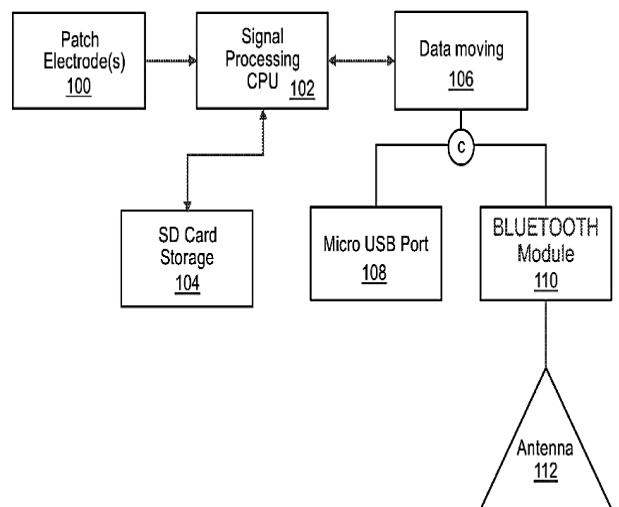 Patch
Electrode(s)
100
Signal
Processing
CPU
102
Data moving
106
C
SD Card
Storage
104
Micro USB Port
108
BLUETOOTH
Module
110
Antenna
112